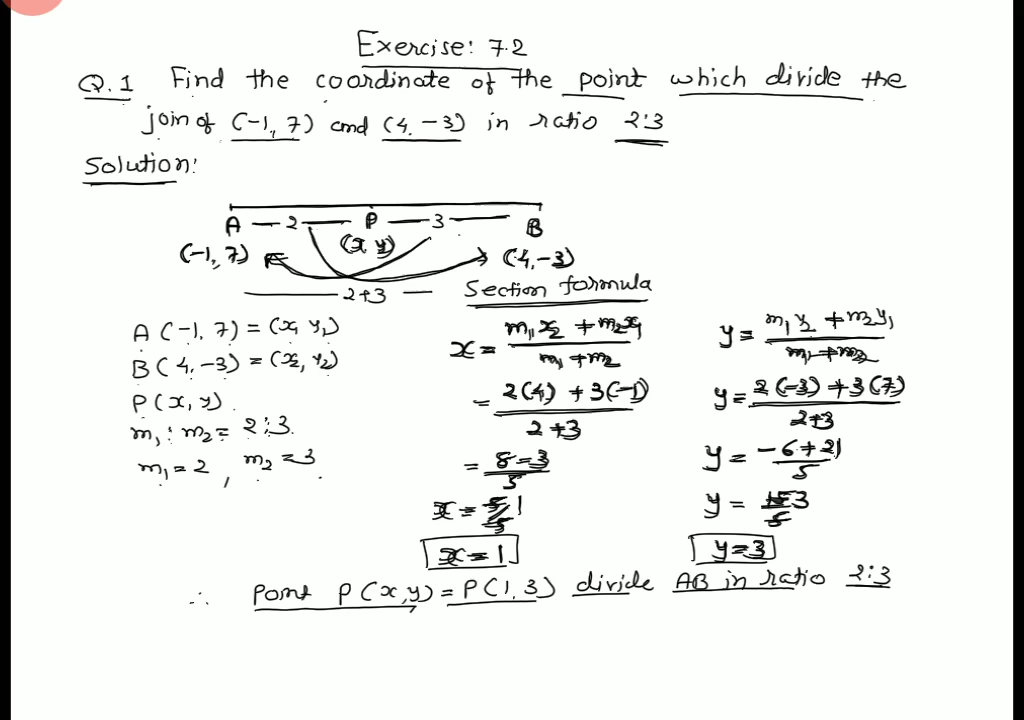 Exercise: 7.2
Q.1 Find the coordinate of the point which divide the
join of (-1, 7) and (4, -3) in ratio 2:3
Solution:
A — 2 — P — 3 — B
(-1, 7) (x y) (4, -3)
2+3
Section formula
A (-1, 7) = (x, y₁)
B (4, -3) = (x₂, y₂)
P (x, y).
m₁ : m₂ = 2:3.
m₁ = 2 , m₂ = 3
x = m₁x₂ + m₂x₁ / m₁ + m₂
= 2(4) + 3(-1) / 2+3
= 8-3 / 5
x = 5/5 1
x = 1
y = m₁y₂ + m₂y₁ / m₁ + m₂
y = 2(-3) + 3(7) / 2+3
y = -6+21 / 5
y = 15/5 3
y = 3
∴ Point P(x,y) = P(1, 3) divide AB in ratio 2:3